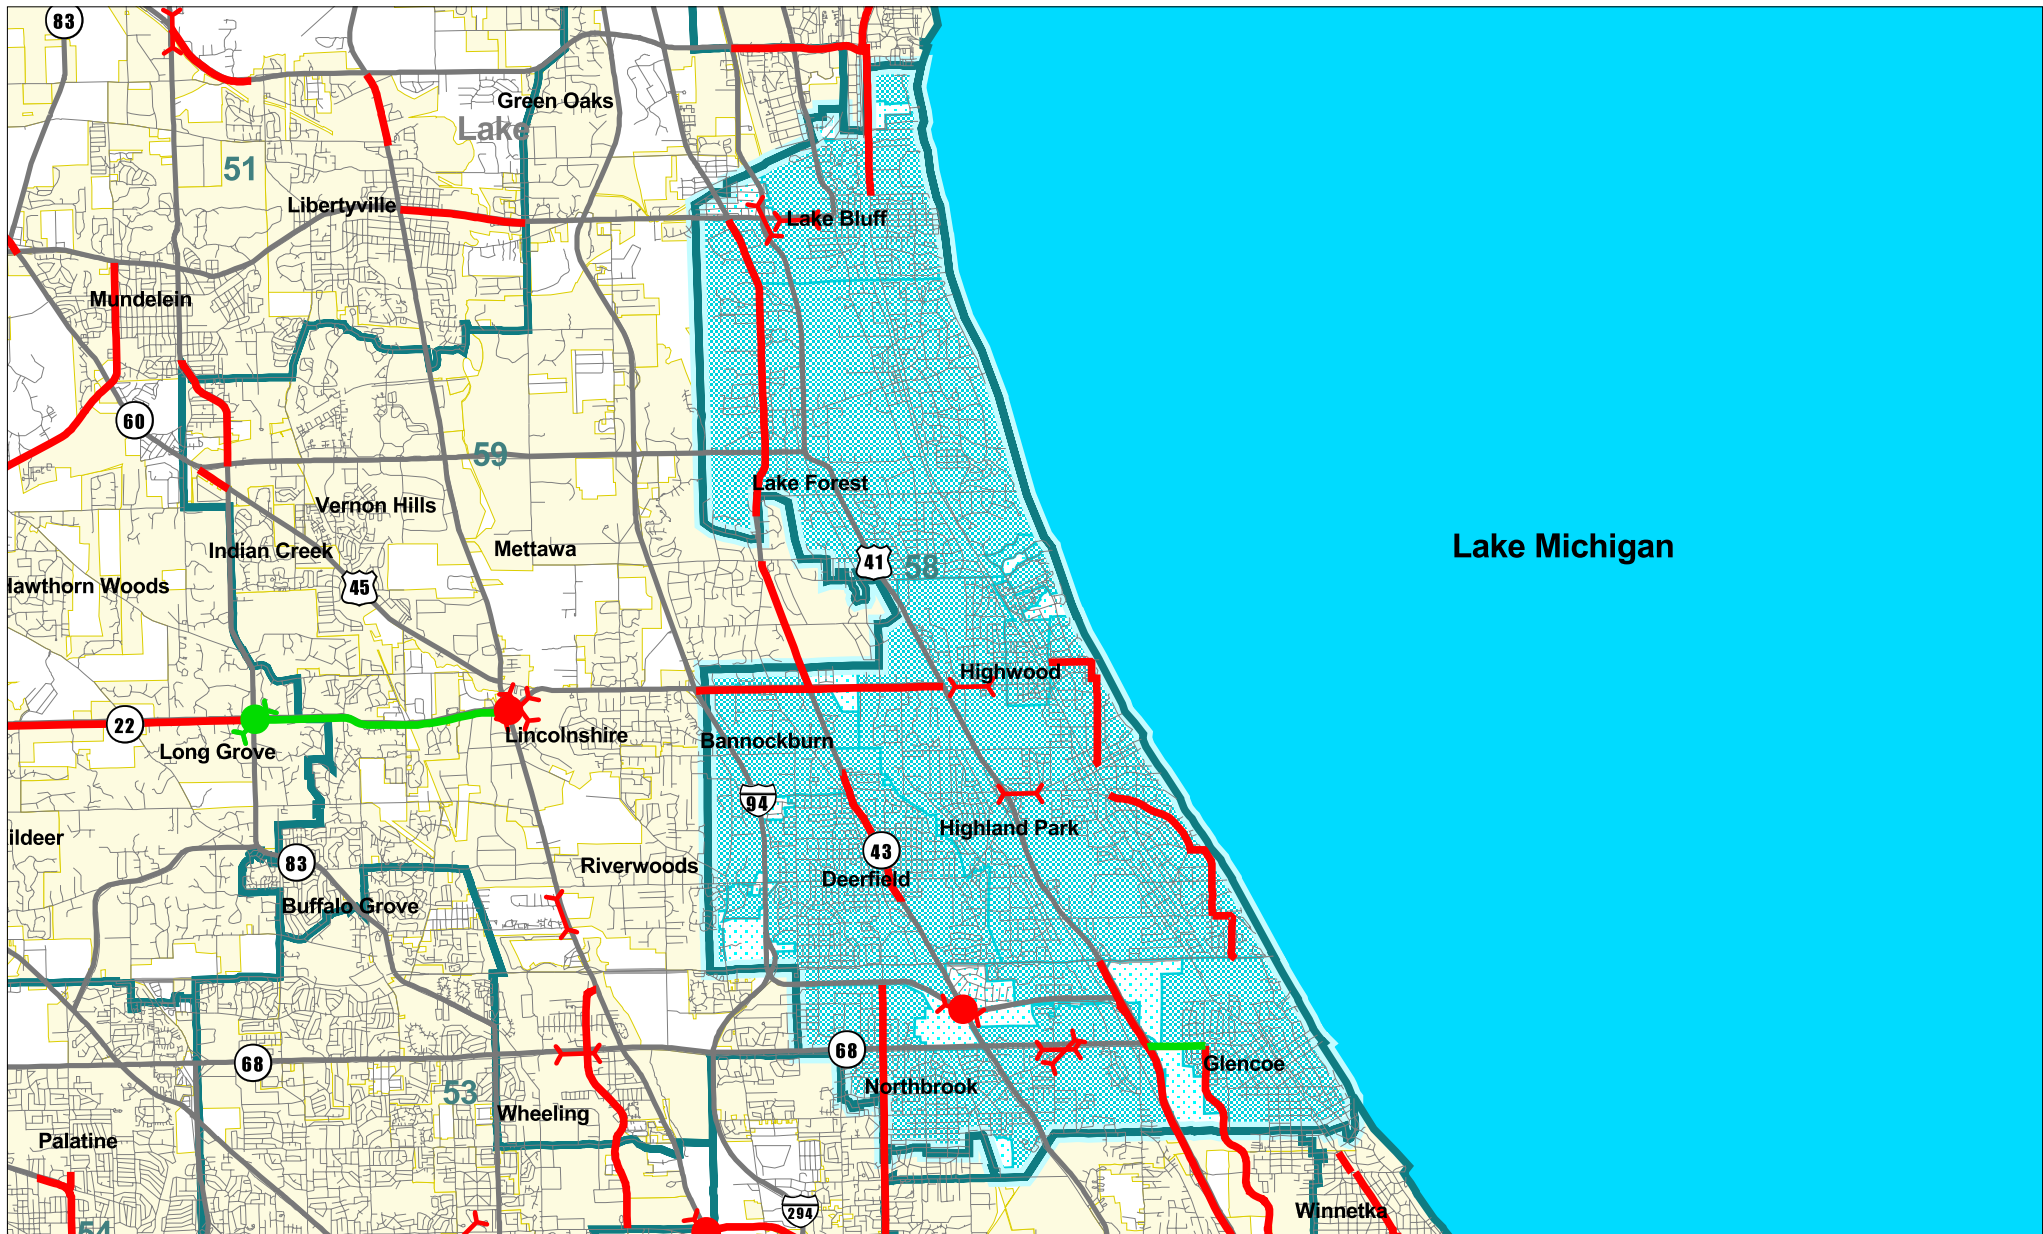 83
Green Oaks
Lake
51
Libertyville
Lake Bluff
Mundelein
60
59
Lake Forest
Vernon Hills
Indian Creek
Mettawa
41
58
45
Lake Michigan
Hawthorn Woods
Highwood
22
Long Grove
Lincolnshire
Bannockburn
94
Highland Park
ildeer
83
43
Riverwoods
Deerfield
Buffalo Grove
68
68
Glencoe
Northbrook
53
Wheeling
Palatine
294
Winnetka
54